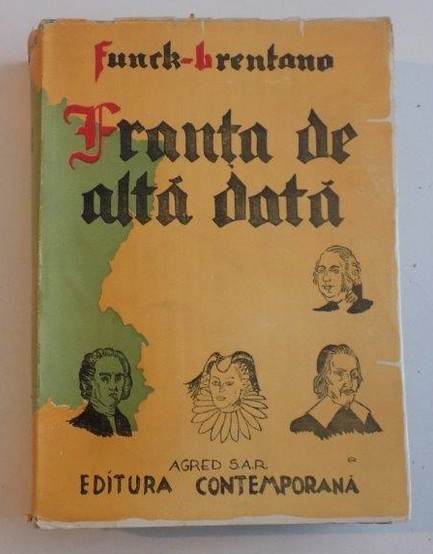 Funck-brentano
Franța de
altă dată
AGRED S.A.R.
EDITURA CONTEMPORANĂ